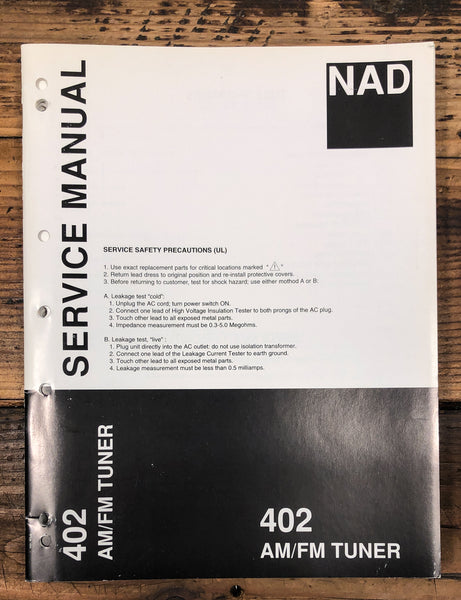 NAD
SERVICE MANUAL
SERVICE SAFETY PRECAUTIONS (UL)
1. Use exact replacement parts for critical locations marked "⚠"
2. Return lead dress to original position and re-install protective covers.
3. Before returning to customer, test for shock hazard; use either mothod A or B:
A. Leakage test "cold":
1. Unplug the AC cord; turn power switch ON.
2. Connect one lead of High Voltage Insulation Tester to both prongs of the AC plug.
3. Touch other lead to all exposed metal parts.
4. Impedance measurement must be 0.3-5.0 Megohms.
B. Leakage test, "live" :
1. Plug unit directly into the AC outlet: do not use isolation transformer.
2. Connect one lead of the Leakage Current Tester to earth ground.
3. Touch other lead to all exposed metal parts.
4. Leakage measurement must be less than 0.5 milliamps.
402
AM/FM TUNER
402
AM/FM TUNER